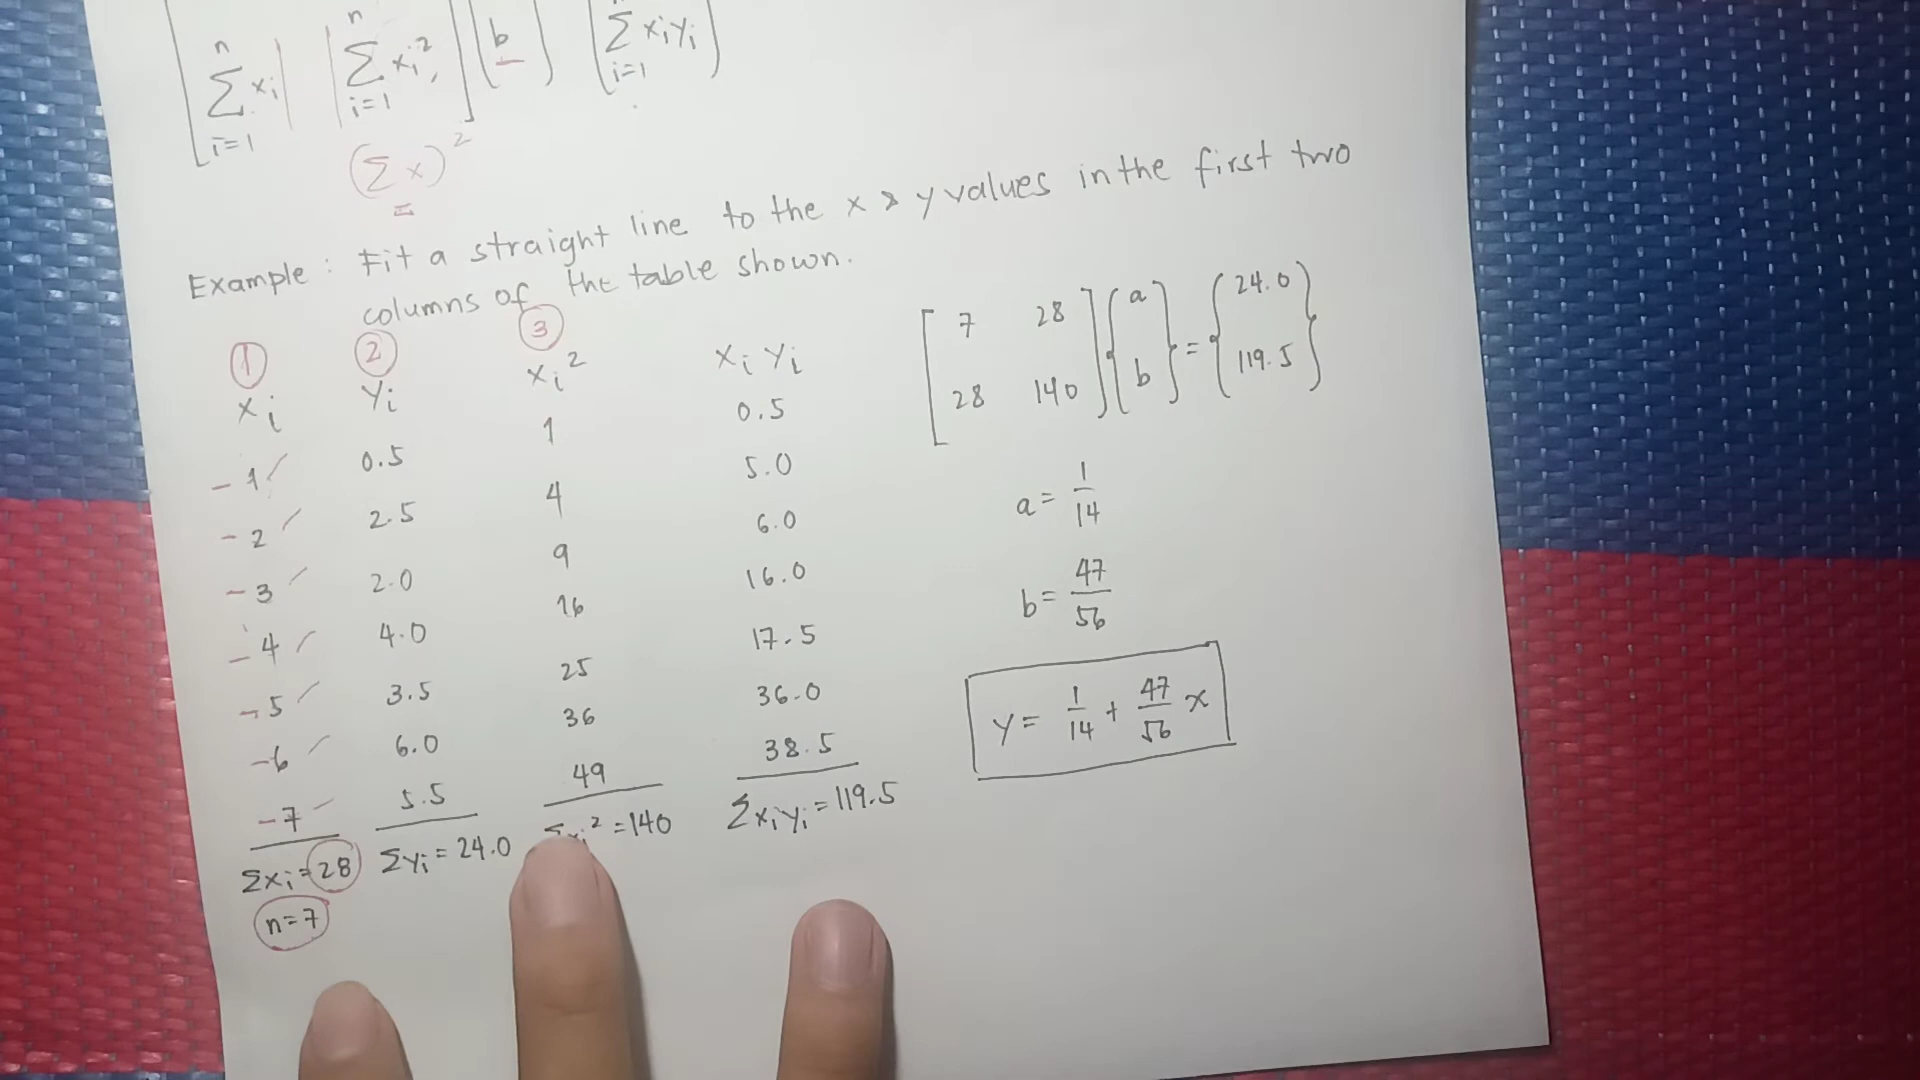 n n
∑ xᵢ ∑ xᵢ², b ∑ xᵢyᵢ
i=1 i=1 i=1
(∑ x)²
Example : Fit a straight line to the x & y values in the first two
columns of the table shown.
① ② ③
xᵢ yᵢ xᵢ² xᵢ yᵢ
1 0.5 1 0.5
2 2.5 4 5.0
3 2.0 9 6.0
4 4.0 16 16.0
5 3.5 25 17.5
6 6.0 36 36.0
7 5.5 49 38.5
∑xᵢ = 28 ∑yᵢ = 24.0 ∑xᵢ² = 140 ∑xᵢyᵢ = 119.5
n = 7
[7 28] {a} = {24.0}
[28 140] {b} {119.5}
a = 1/14
b = 47/56
y = 1/14 + 47/56 x